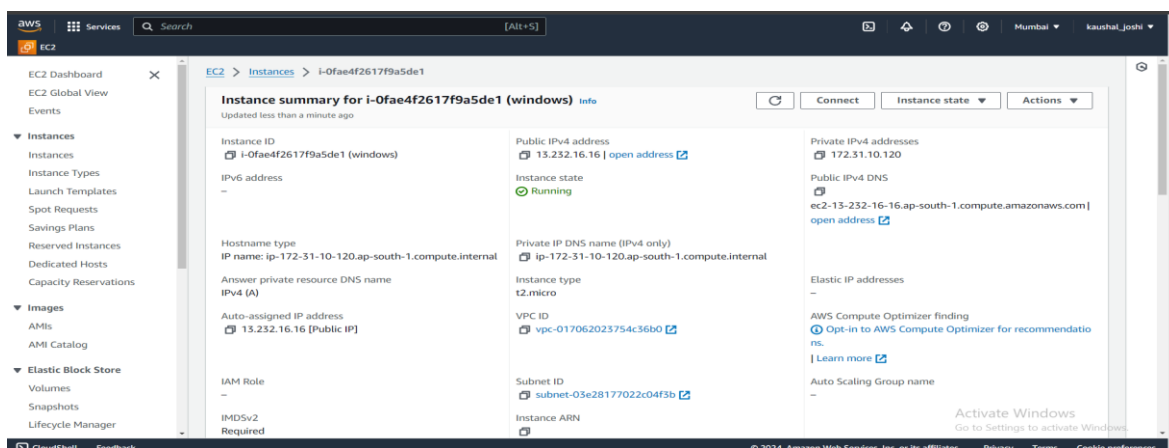 aws Services Search [Alt+S] Mumbai ▼ kaushal_joshi ▼
EC2
EC2 Dashboard
EC2 Global View
Events
▼ Instances
Instances
Instance Types
Launch Templates
Spot Requests
Savings Plans
Reserved Instances
Dedicated Hosts
Capacity Reservations
▼ Images
AMIs
AMI Catalog
▼ Elastic Block Store
Volumes
Snapshots
Lifecycle Manager
EC2 > Instances > i-0fae4f2617f9a5de1
Instance summary for i-0fae4f2617f9a5de1 (windows) Info
Updated less than a minute ago
Connect Instance state ▼ Actions ▼
Instance ID
i-0fae4f2617f9a5de1 (windows)
Public IPv4 address
13.232.16.16 | open address
Private IPv4 addresses
172.31.10.120
IPv6 address
–
Instance state
Running
Public IPv4 DNS
ec2-13-232-16-16.ap-south-1.compute.amazonaws.com |
open address
Hostname type
IP name: ip-172-31-10-120.ap-south-1.compute.internal
Private IP DNS name (IPv4 only)
ip-172-31-10-120.ap-south-1.compute.internal
Answer private resource DNS name
IPv4 (A)
Instance type
t2.micro
Elastic IP addresses
–
Auto-assigned IP address
13.232.16.16 [Public IP]
VPC ID
vpc-017062023754c36b0
AWS Compute Optimizer finding
Opt-in to AWS Compute Optimizer for recommendatio
ns.
| Learn more
IAM Role
–
Subnet ID
subnet-03e28177022c04f3b
Auto Scaling Group name
–
IMDSv2
Required
Instance ARN
Activate Windows
Go to Settings to activate Windows.
CloudShell Feedback © 2024, Amazon Web Services, Inc. or its affiliates. Privacy Terms Cookie preferences